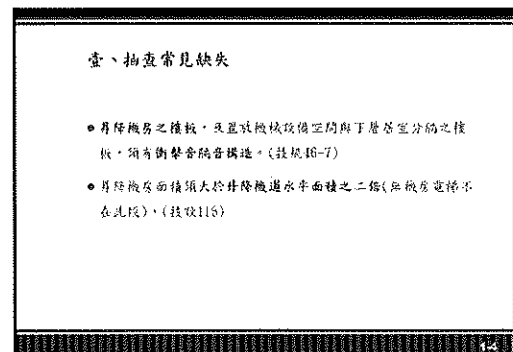 壹、抽查常見缺失
● 昇降機房之樓板，及置放機械設備空間與下層居室分隔之樓
板，須有衝擊音隔音構造。(技規46-7)
● 昇降機房面積須大於昇降機道水平面積之二倍(無機房電梯不
在此限)，(技規116)